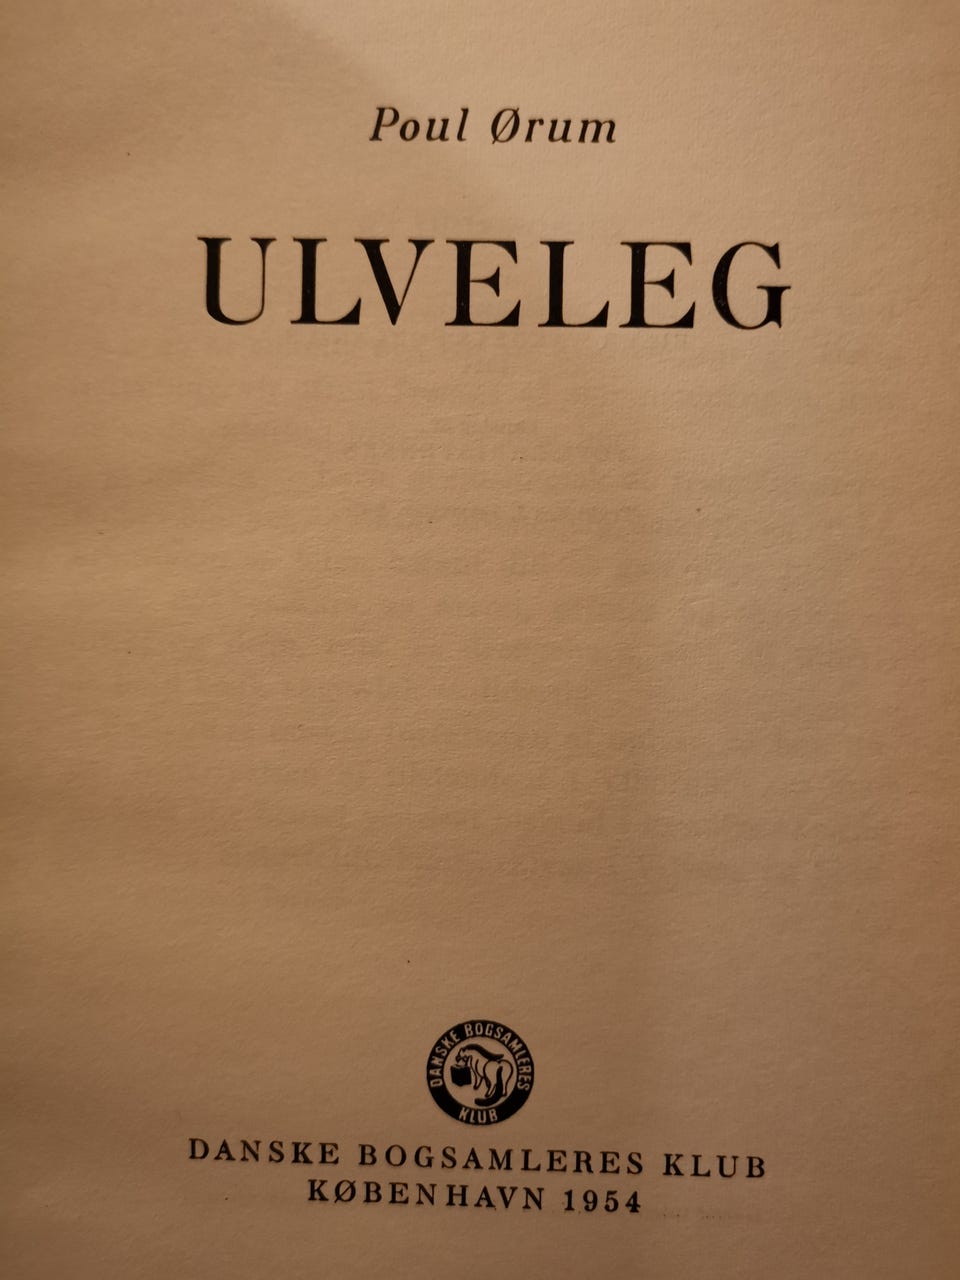 Poul Ørum
ULVELEG
DANSKE BOGSAMLERES
KLUB
DANSKE BOGSAMLERES KLUB
KØBENHAVN 1954